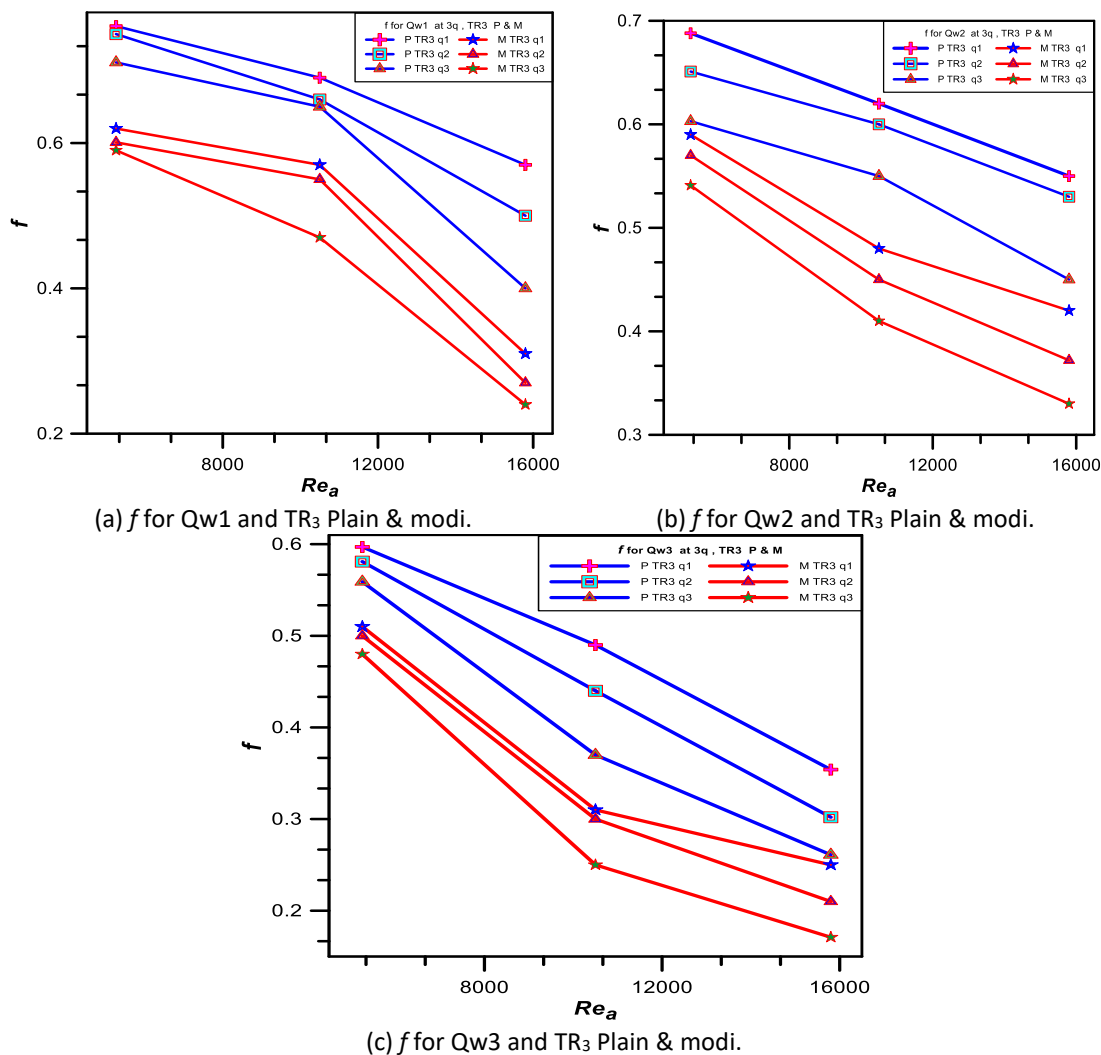 f for Qw1 at 3q , TR3 P & M
P TR3 q1 M TR3 q1
P TR3 q2 M TR3 q2
P TR3 q3 M TR3 q3
0.6
0.4
0.2
f
8000 12000 16000
Re_a
(a) f for Qw1 and TR₃ Plain & modi.
f for Qw2 at 3q , TR3 P & M
P TR3 q1 M TR3 q1
P TR3 q2 M TR3 q2
P TR3 q3 M TR3 q3
0.7
0.6
0.5
0.4
0.3
f
8000 12000 16000
Re_a
(b) f for Qw2 and TR₃ Plain & modi.
f for Qw3 at 3q , TR3 P & M
P TR3 q1 M TR3 q1
P TR3 q2 M TR3 q2
P TR3 q3 M TR3 q3
0.6
0.5
0.4
0.3
0.2
f
8000 12000 16000
Re_a
(c) f for Qw3 and TR₃ Plain & modi.